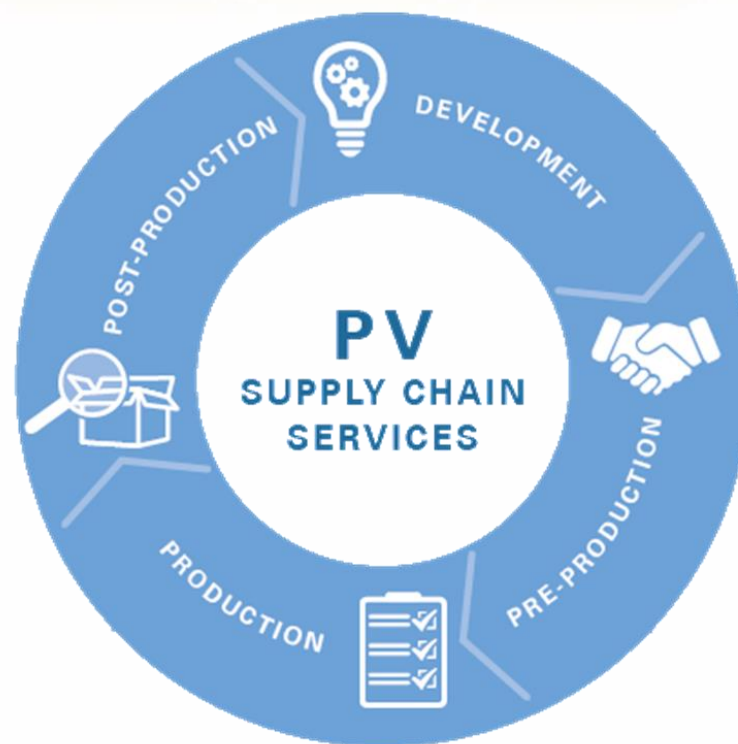 PV
SUPPLY CHAIN
SERVICES
DEVELOPMENT
PRE-PRODUCTION
PRODUCTION
POST-PRODUCTION